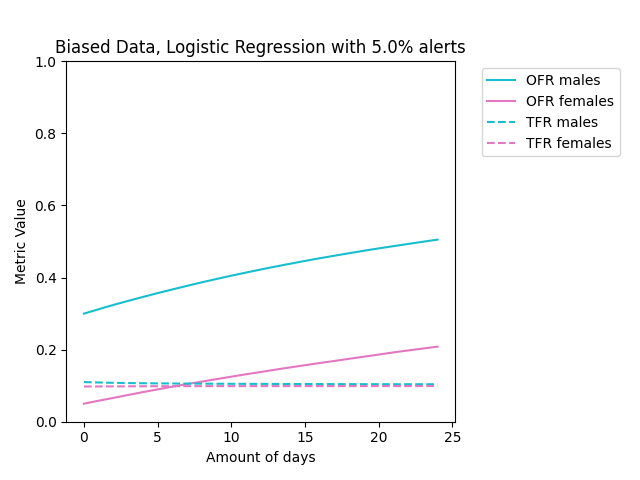 Biased Data, Logistic Regression with 5.0% alerts
OFR males
OFR females
TFR males
TFR females
1.0
0.8
0.6
0.4
0.2
0.0
Metric Value
0
5
10
15
20
25
Amount of days